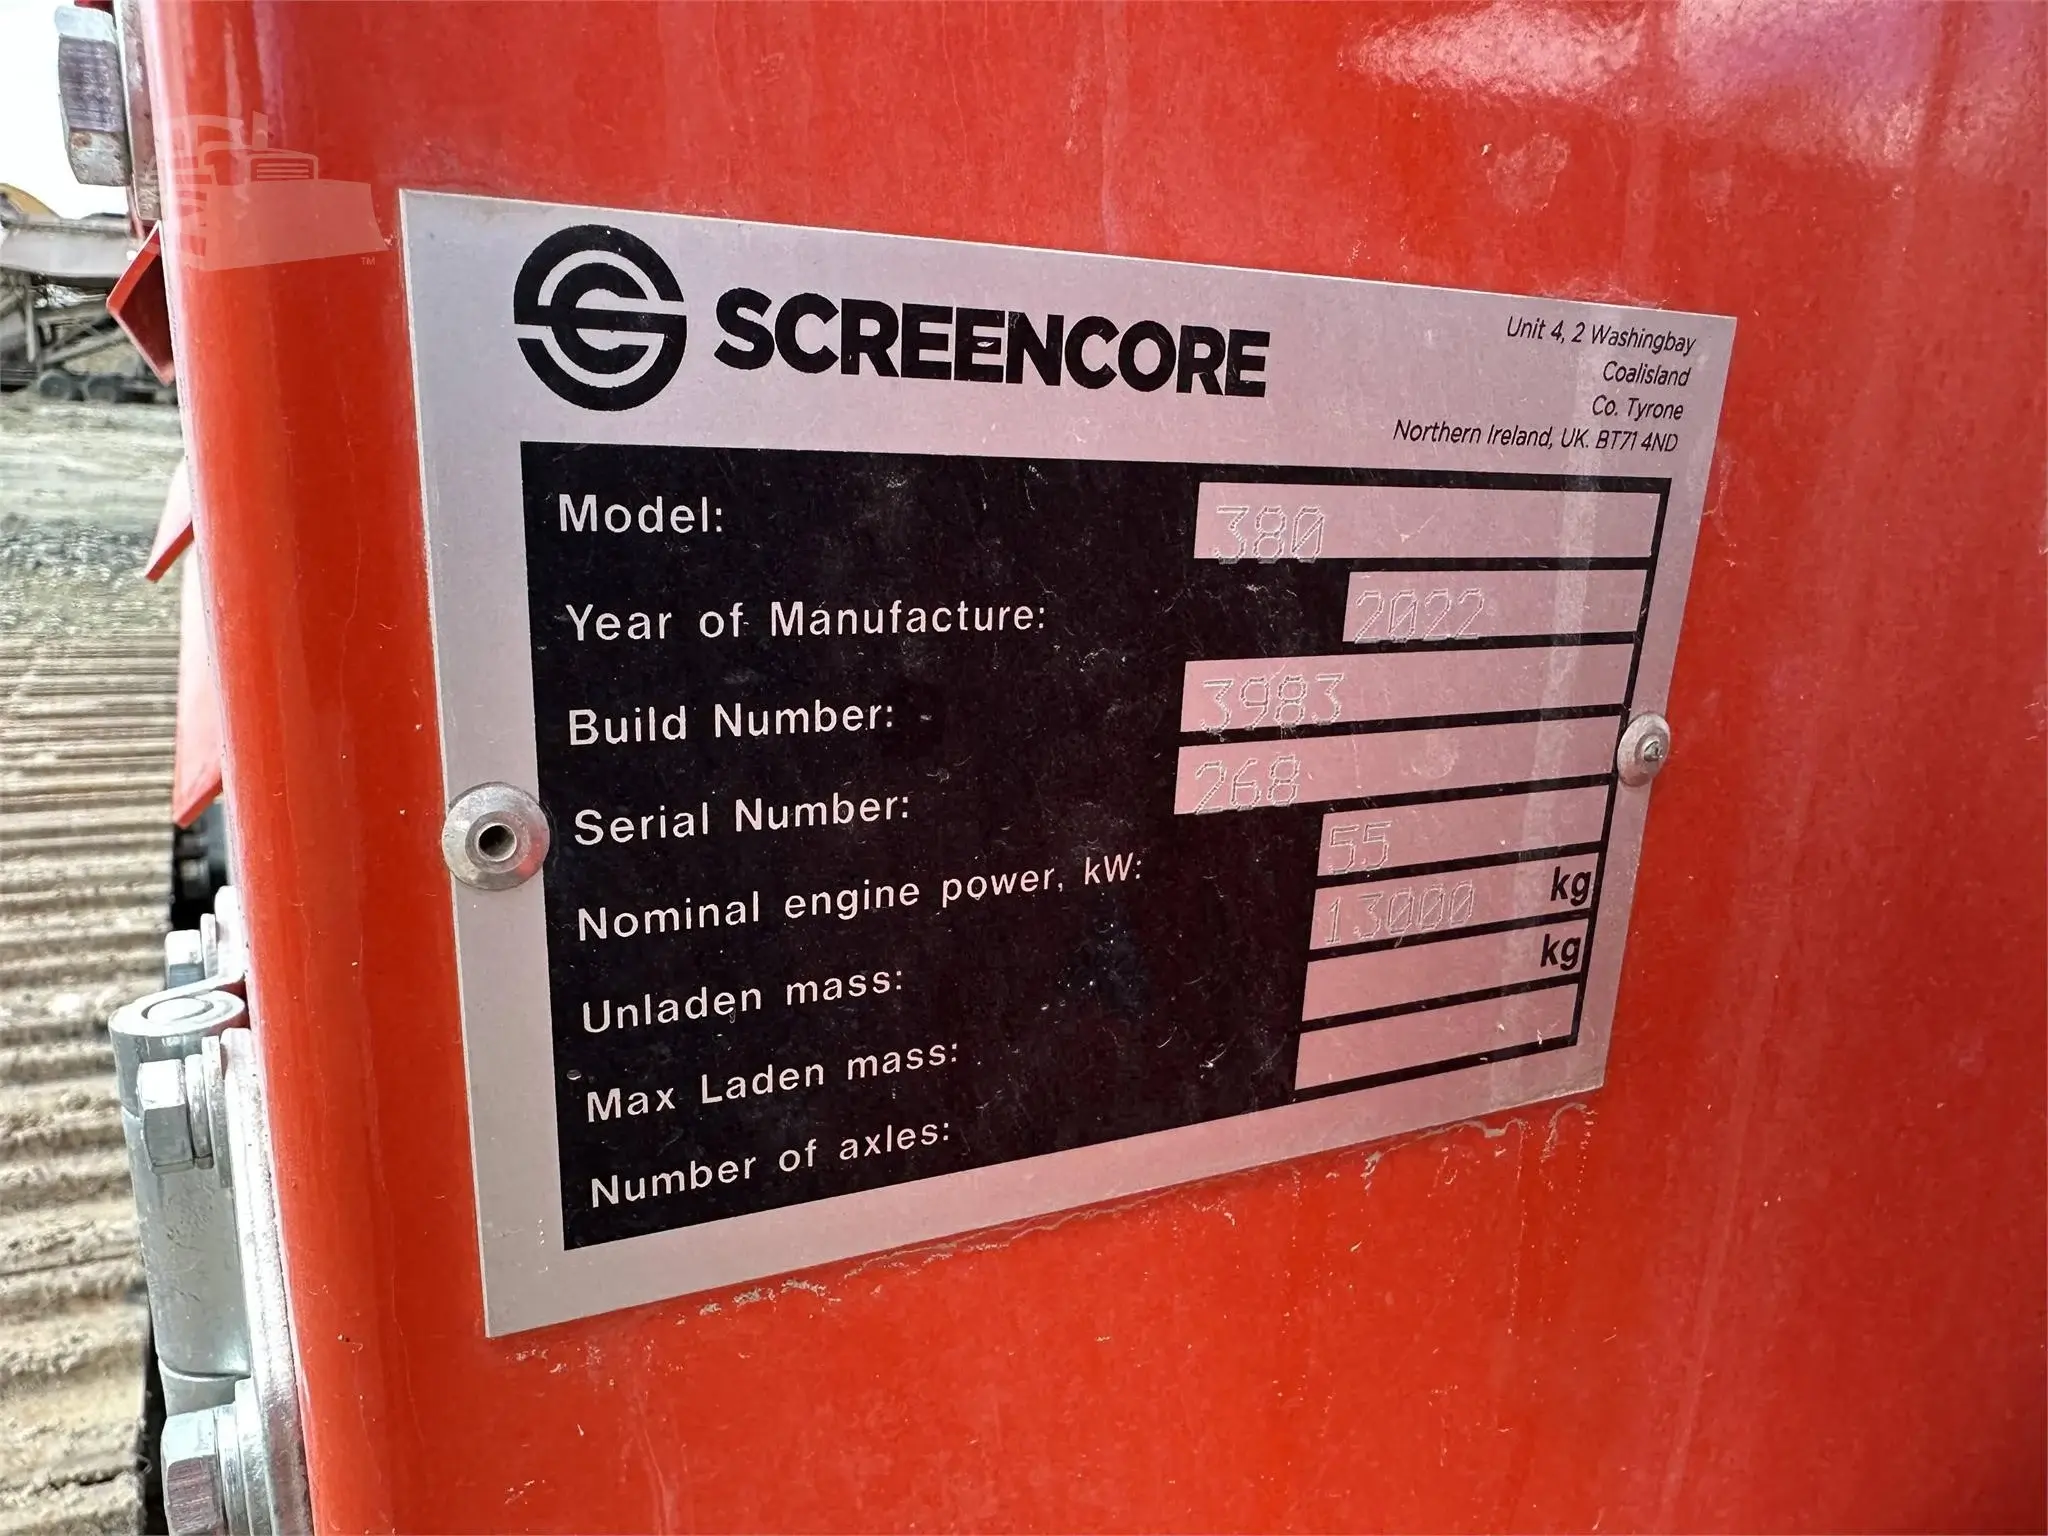 SCREENCORE
Unit 4, 2 Washingbay
Coalisland
Co. Tyrone
Northern Ireland, UK. BT71 4ND
Model: 380
Year of Manufacture: 2022
Build Number: 3983
Serial Number: 268
Nominal engine power, kW: 55
Unladen mass: 13000 kg
Max Laden mass: kg
Number of axles:
TM